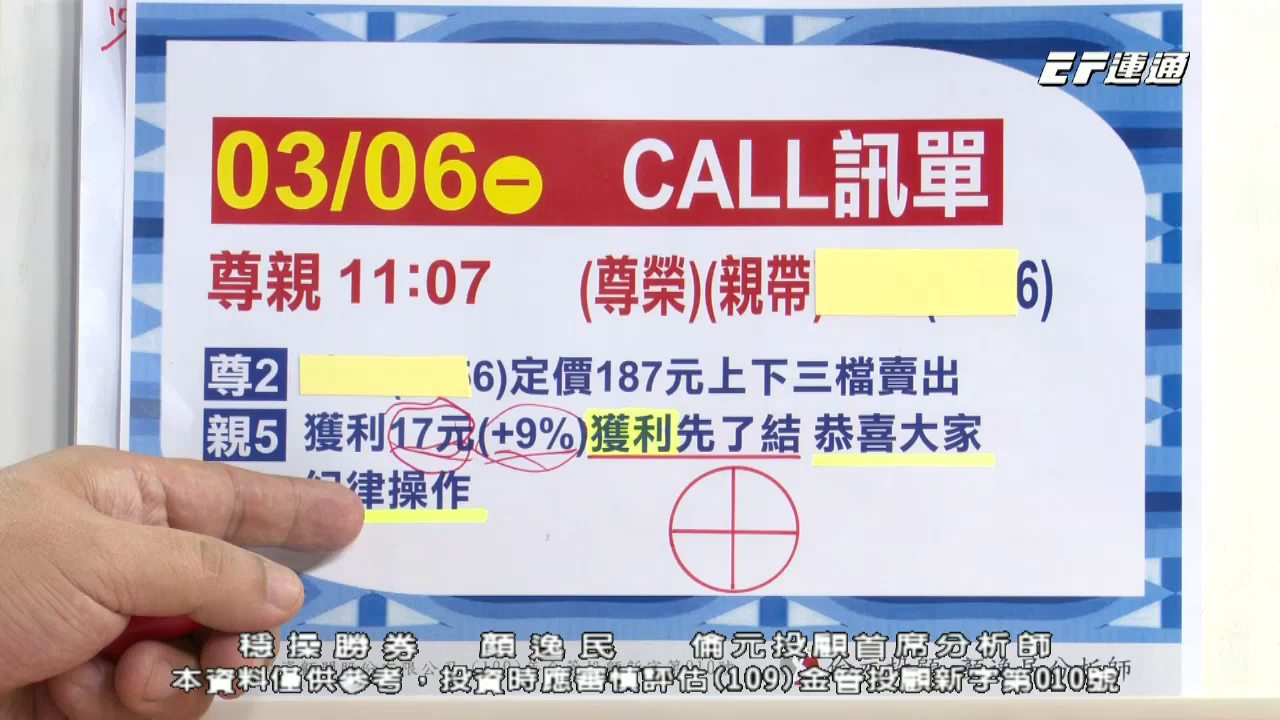 EF運通
03/06㊀ CALL訊單
尊親 11:07 (尊榮)(親帶 6)
尊2 6)定價187元上下三檔賣出
親5 獲利17元(+9%)獲利先了結 恭喜大家
紀律操作
穩操勝券 顏逸民 倫元投顧首席分析師
本資料僅供參考，投資時應審慎評估(109)金管投顧新字第010號